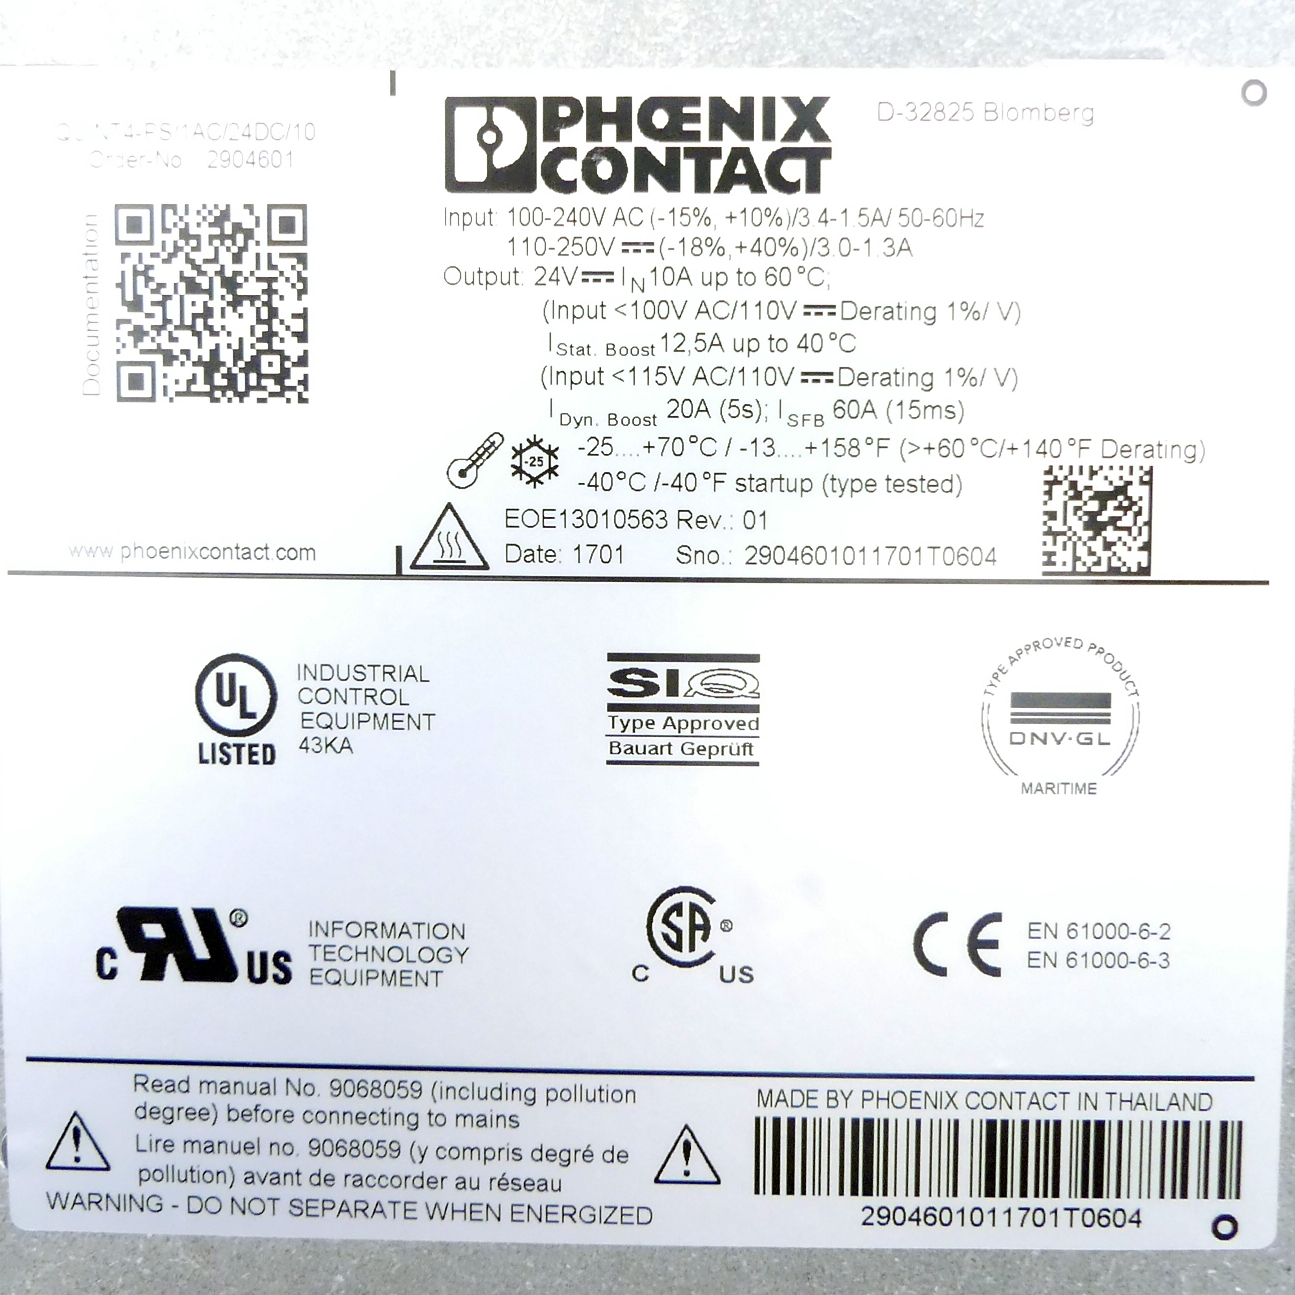 QUINT4-PS/1AC/24DC/10
Order-No 2904601
Documentation
www.phoenixcontact.com
PHŒNIX
CONTACT
D-32825 Blomberg
Input: 100-240V AC (-15%, +10%)/3.4-1.5A/ 50-60Hz
110-250V ⎓ (-18%,+40%)/3.0-1.3A
Output: 24V ⎓ IN 10A up to 60°C;
(Input <100V AC/110V ⎓ Derating 1%/ V)
I Stat. Boost 12,5A up to 40°C
(Input <115V AC/110V ⎓ Derating 1%/ V)
I Dyn. Boost 20A (5s); I SFB 60A (15ms)
-25
-25....+70°C / -13....+158°F (>+60°C/+140°F Derating)
-40°C /-40°F startup (type tested)
EOE13010563 Rev.: 01
Date: 1701 Sno.: 2904601011701T0604
UL
LISTED
INDUSTRIAL
CONTROL
EQUIPMENT
43KA
SIQ
Type Approved
Bauart Geprüft
TYPE APPROVED PRODUCT
DNV·GL
MARITIME
C RU ® US
INFORMATION
TECHNOLOGY
EQUIPMENT
SA ®
C US
CE
EN 61000-6-2
EN 61000-6-3
Read manual No. 9068059 (including pollution
degree) before connecting to mains
Lire manuel no. 9068059 (y compris degré de
pollution) avant de raccorder au réseau
WARNING - DO NOT SEPARATE WHEN ENERGIZED
MADE BY PHOENIX CONTACT IN THAILAND
2904601011701T0604